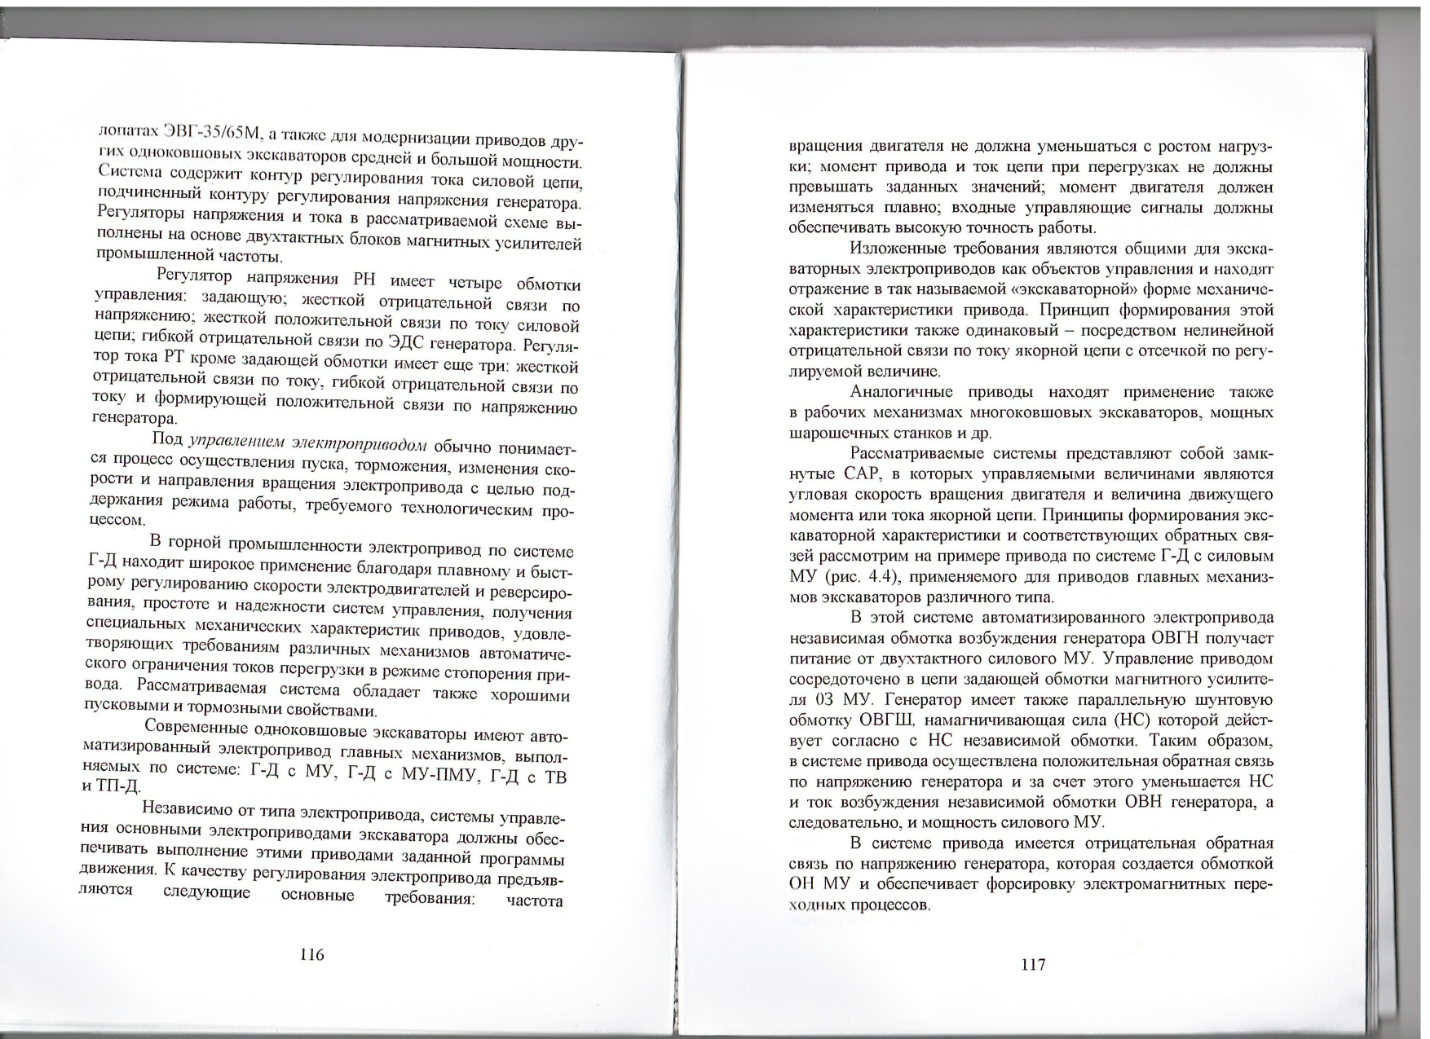 лопатах ЭВГ-35/65М, а также для модернизации приводов дру-
гих одноковшовых экскаваторов средней и большой мощности.
Система содержит контур регулирования тока силовой цепи,
подчиненный контуру регулирования напряжения генератора.
Регуляторы напряжения и тока в рассматриваемой схеме вы-
полнены на основе двухтактных блоков магнитных усилителей
промышленной частоты.
Регулятор напряжения РН имеет четыре обмотки
управления: задающую; жесткой отрицательной связи по
напряжению; жесткой положительной связи по току силовой
цепи; гибкой отрицательной связи по ЭДС генератора. Регуля-
тор тока РТ кроме задающей обмотки имеет еще три: жесткой
отрицательной связи по току, гибкой отрицательной связи по
току и формирующей положительной связи по напряжению
генератора.
Под управлением электроприводом обычно понимает-
ся процесс осуществления пуска, торможения, изменения ско-
рости и направления вращения электропривода с целью под-
держания режима работы, требуемого технологическим про-
цессом.
В горной промышленности электропривод по системе
Г-Д находит широкое применение благодаря плавному и быст-
рому регулированию скорости электродвигателей и реверсиро-
вания, простоте и надежности систем управления, получения
специальных механических характеристик приводов, удовле-
творяющих требованиям различных механизмов автоматиче-
ского ограничения токов перегрузки в режиме стопорения при-
вода. Рассматриваемая система обладает также хорошими
пусковыми и тормозными свойствами.
Современные одноковшовые экскаваторы имеют авто-
матизированный электропривод главных механизмов, выпол-
няемых по системе: Г-Д с МУ, Г-Д с МУ-ПМУ, Г-Д с ТВ
и ТП-Д.
Независимо от типа электропривода, системы управле-
ния основными электроприводами экскаватора должны обес-
печивать выполнение этими приводами заданной программы
движения. К качеству регулирования электропривода предъяв-
ляются следующие основные требования: частота
116
вращения двигателя не должна уменьшаться с ростом нагруз-
ки; момент привода и ток цепи при перегрузках не должны
превышать заданных значений; момент двигателя должен
изменяться плавно; входные управляющие сигналы должны
обеспечивать высокую точность работы.
Изложенные требования являются общими для экска-
ваторных электроприводов как объектов управления и находят
отражение в так называемой «экскаваторной» форме механиче-
ской характеристики привода. Принцип формирования этой
характеристики также одинаковый – посредством нелинейной
отрицательной связи по току якорной цепи с отсечкой по регу-
лируемой величине.
Аналогичные приводы находят применение также
в рабочих механизмах многоковшовых экскаваторов, мощных
шарошечных станков и др.
Рассматриваемые системы представляют собой замк-
нутые САР, в которых управляемыми величинами являются
угловая скорость вращения двигателя и величина движущего
момента или тока якорной цепи. Принципы формирования экс-
каваторной характеристики и соответствующих обратных свя-
зей рассмотрим на примере привода по системе Г-Д с силовым
МУ (рис. 4.4), применяемого для приводов главных механиз-
мов экскаваторов различного типа.
В этой системе автоматизированного электропривода
независимая обмотка возбуждения генератора ОВГН получает
питание от двухтактного силового МУ. Управление приводом
сосредоточено в цепи задающей обмотки магнитного усилите-
ля ОЗ МУ. Генератор имеет также параллельную шунтовую
обмотку ОВГШ, намагничивающая сила (НС) которой дейст-
вует согласно с НС независимой обмотки. Таким образом,
в системе привода осуществлена положительная обратная связь
по напряжению генератора и за счет этого уменьшается НС
и ток возбуждения независимой обмотки ОВН генератора, а
следовательно, и мощность силового МУ.
В системе привода имеется отрицательная обратная
связь по напряжению генератора, которая создается обмоткой
ОН МУ и обеспечивает форсировку электромагнитных пере-
ходных процессов.
117